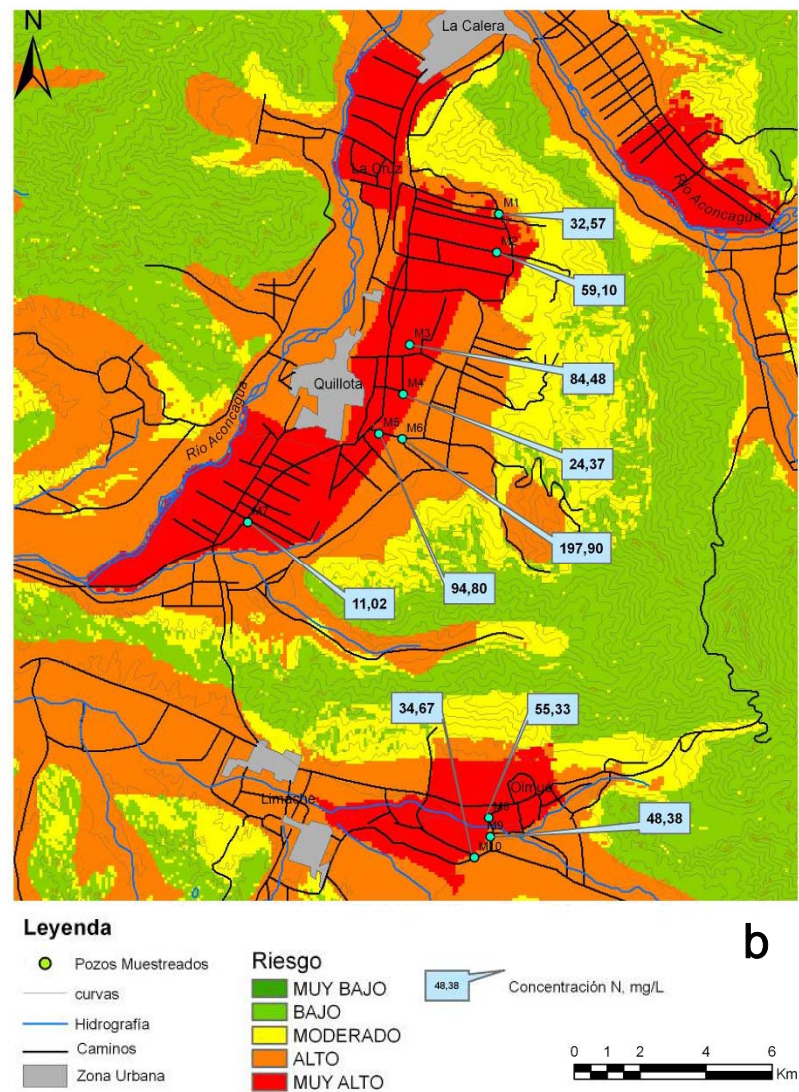 N
La Calera
La Cruz
Rio Aconcagua
M1
32,57
M2
59,10
M3
84,48
Quillota
M4
24,37
Rio Aconcagua
M5
M6
197,90
94,80
M7
11,02
34,67
55,33
Olmue
Limache
M8
48,38
M9
M10
Leyenda
Pozos Muestreados
curvas
Hidrografía
Caminos
Zona Urbana
Riesgo
MUY BAJO
BAJO
MODERADO
ALTO
MUY ALTO
48,38
Concentración N, mg/L
b
0 1 2 4 6
Km